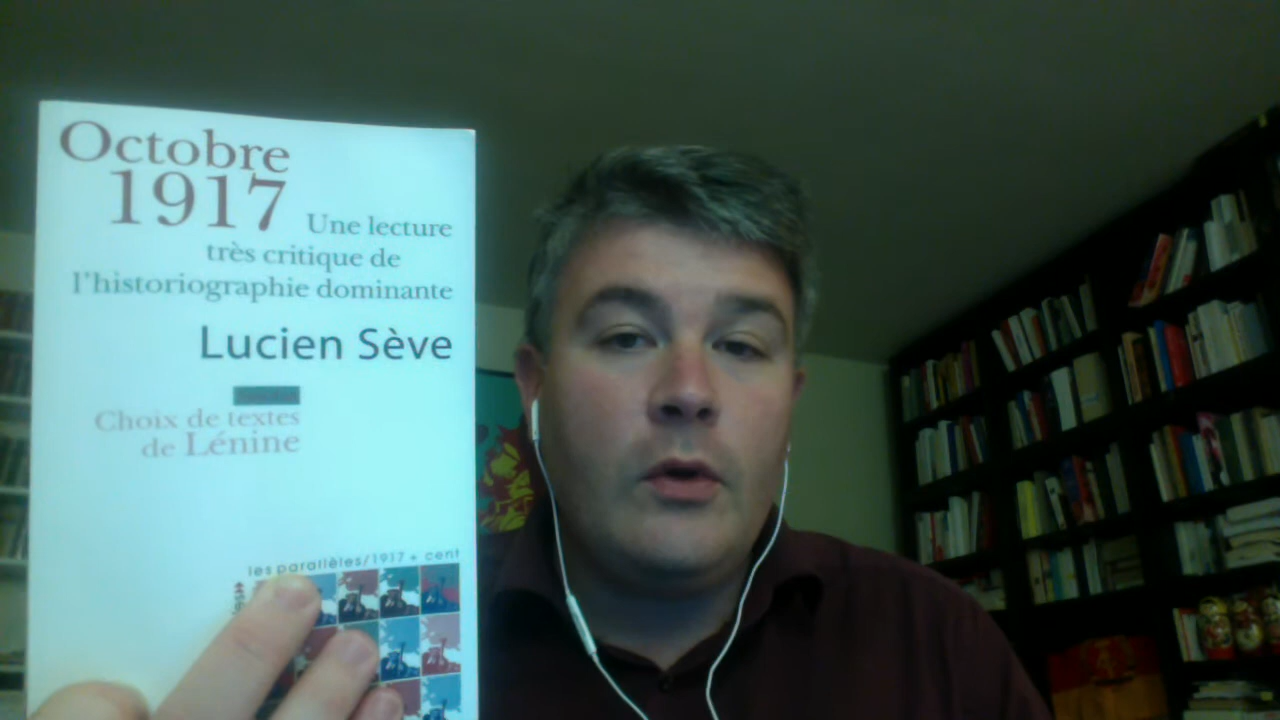 Octobre
1917
Une lecture
très critique de
l'historiographie dominante
Lucien Sève
Choix de textes
de Lénine
les parallèles/1917 + cent